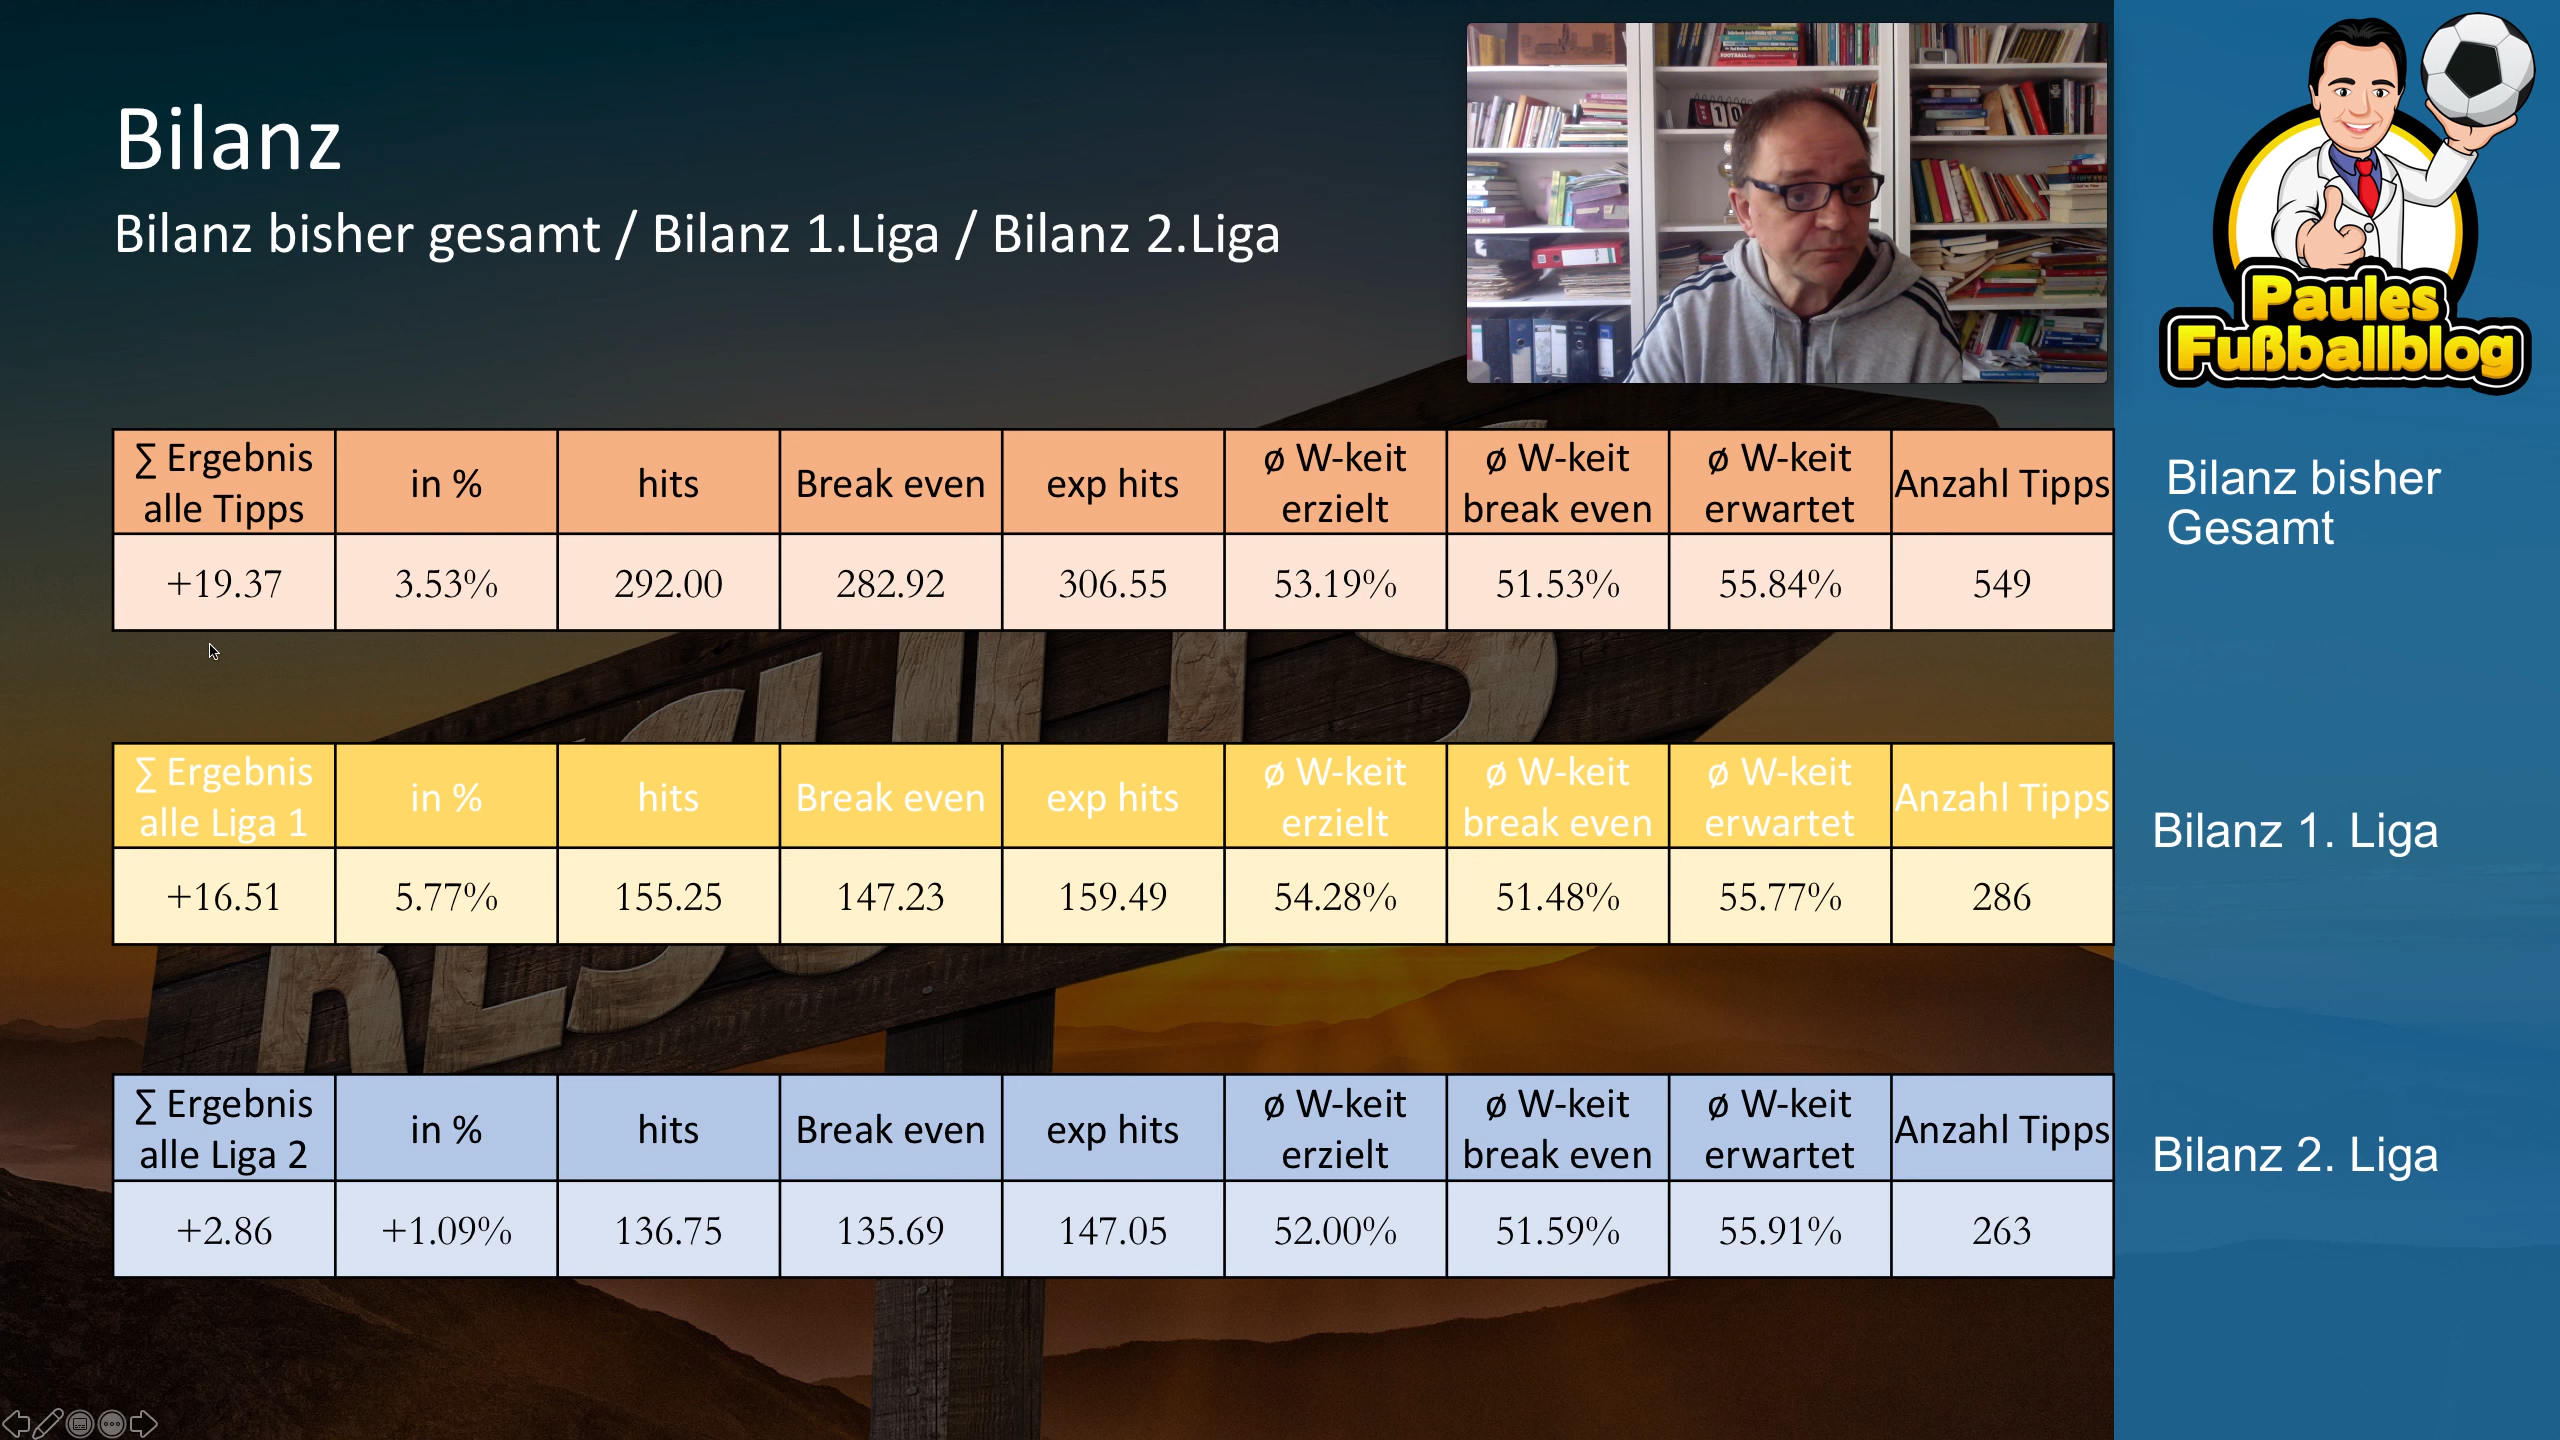 Bilanz
Bilanz bisher gesamt / Bilanz 1.Liga / Bilanz 2.Liga
Paules
Fußballblog
∑ Ergebnis alle Tipps | in % | hits | Break even | exp hits | ø W-keit erzielt | ø W-keit break even | ø W-keit erwartet | Anzahl Tipps
+19.37 | 3.53% | 292.00 | 282.92 | 306.55 | 53.19% | 51.53% | 55.84% | 549
Bilanz bisher
Gesamt
∑ Ergebnis alle Liga 1 | in % | hits | Break even | exp hits | ø W-keit erzielt | ø W-keit break even | ø W-keit erwartet | Anzahl Tipps
+16.51 | 5.77% | 155.25 | 147.23 | 159.49 | 54.28% | 51.48% | 55.77% | 286
Bilanz 1. Liga
∑ Ergebnis alle Liga 2 | in % | hits | Break even | exp hits | ø W-keit erzielt | ø W-keit break even | ø W-keit erwartet | Anzahl Tipps
+2.86 | +1.09% | 136.75 | 135.69 | 147.05 | 52.00% | 51.59% | 55.91% | 263
Bilanz 2. Liga